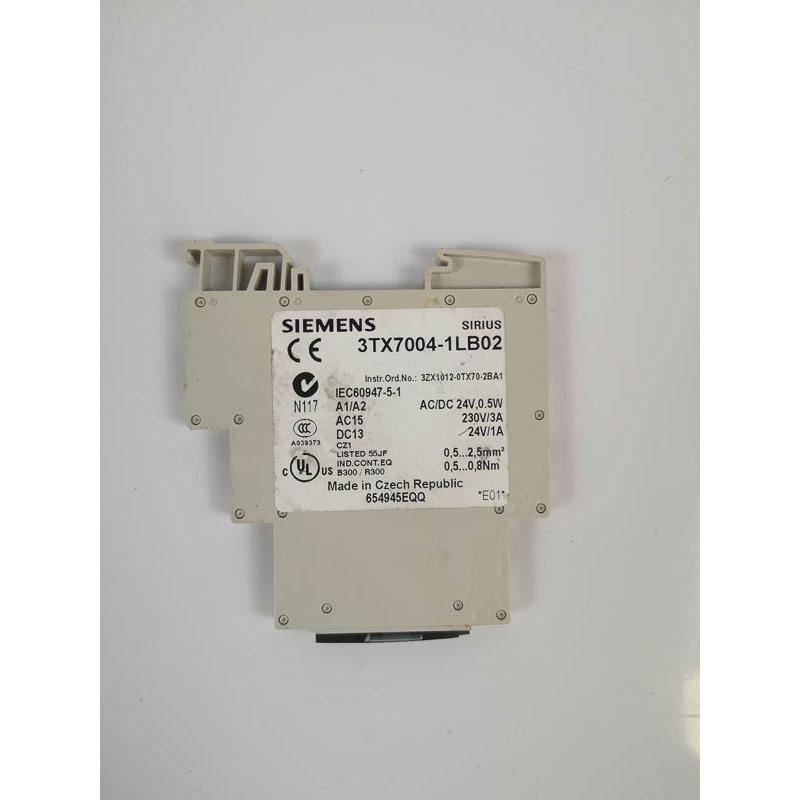 SIEMENS SIRIUS
CE 3TX7004-1LB02
Instr.Ord.No.: 3ZX1012-0TX70-2BA1
IEC60947-5-1
N117 A1/A2 AC/DC 24V,0.5W
AC15 230V/3A
CCC DC13 24V/1A
A039373 CZ1
LISTED 55JF 0,5...2,5mm²
C UL US IND.CONT.EQ 0,5...0,8Nm
B300 / R300
Made in Czech Republic
654945EQQ *E01*